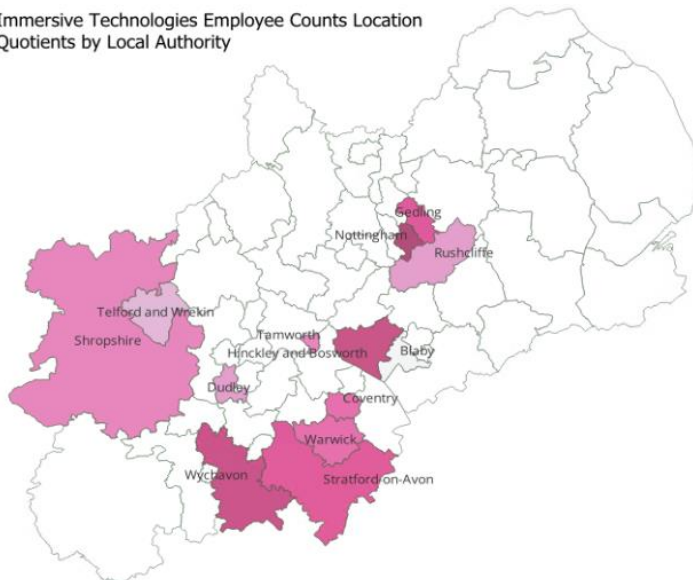 Immersive Technologies Employee Counts Location
Quotients by Local Authority
Gedling
Nottingham
Rushcliffe
Telford and Wrekin
Shropshire
Tamworth
Hinckley and Bosworth
Blaby
Dudley
Coventry
Warwick
Wychavon
Stratford-on-Avon